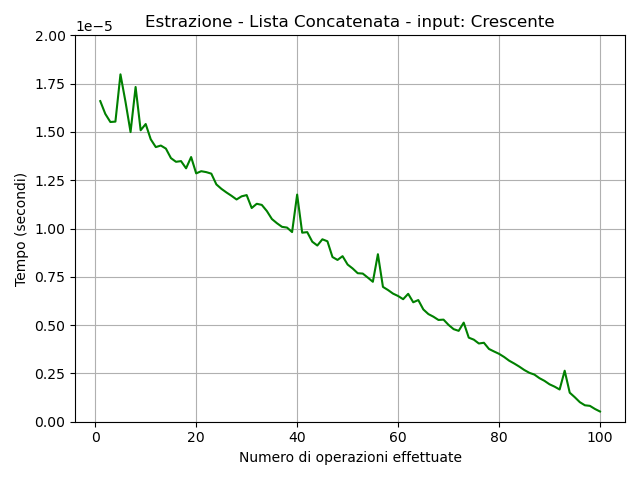 Estrazione - Lista Concatenata - input: Crescente
1e−5
2.00
1.75
1.50
1.25
1.00
0.75
0.50
0.25
0.00
Tempo (secondi)
0 20 40 60 80 100
Numero di operazioni effettuate